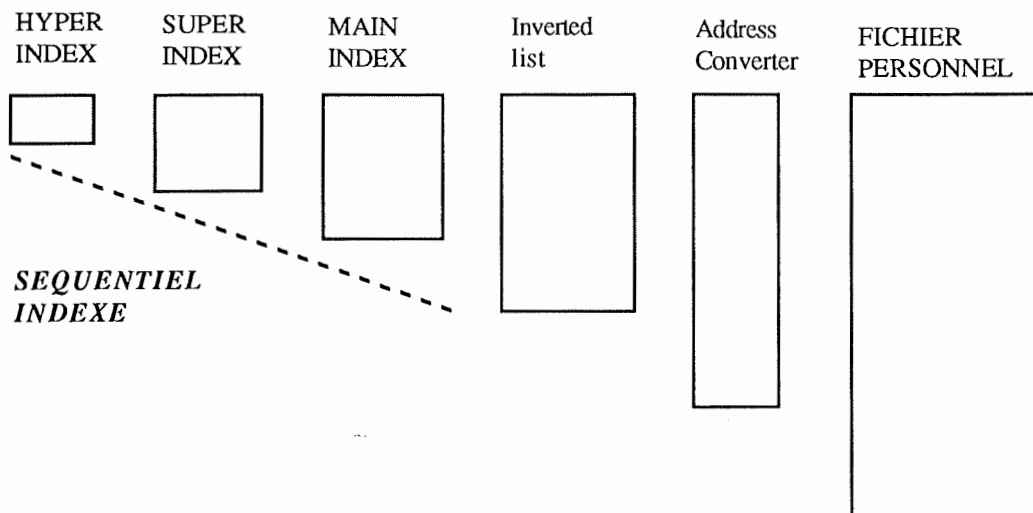 HYPER
INDEX
SUPER
INDEX
MAIN
INDEX
Inverted
list
Address
Converter
FICHIER
PERSONNEL
SEQUENTIEL
INDEXE